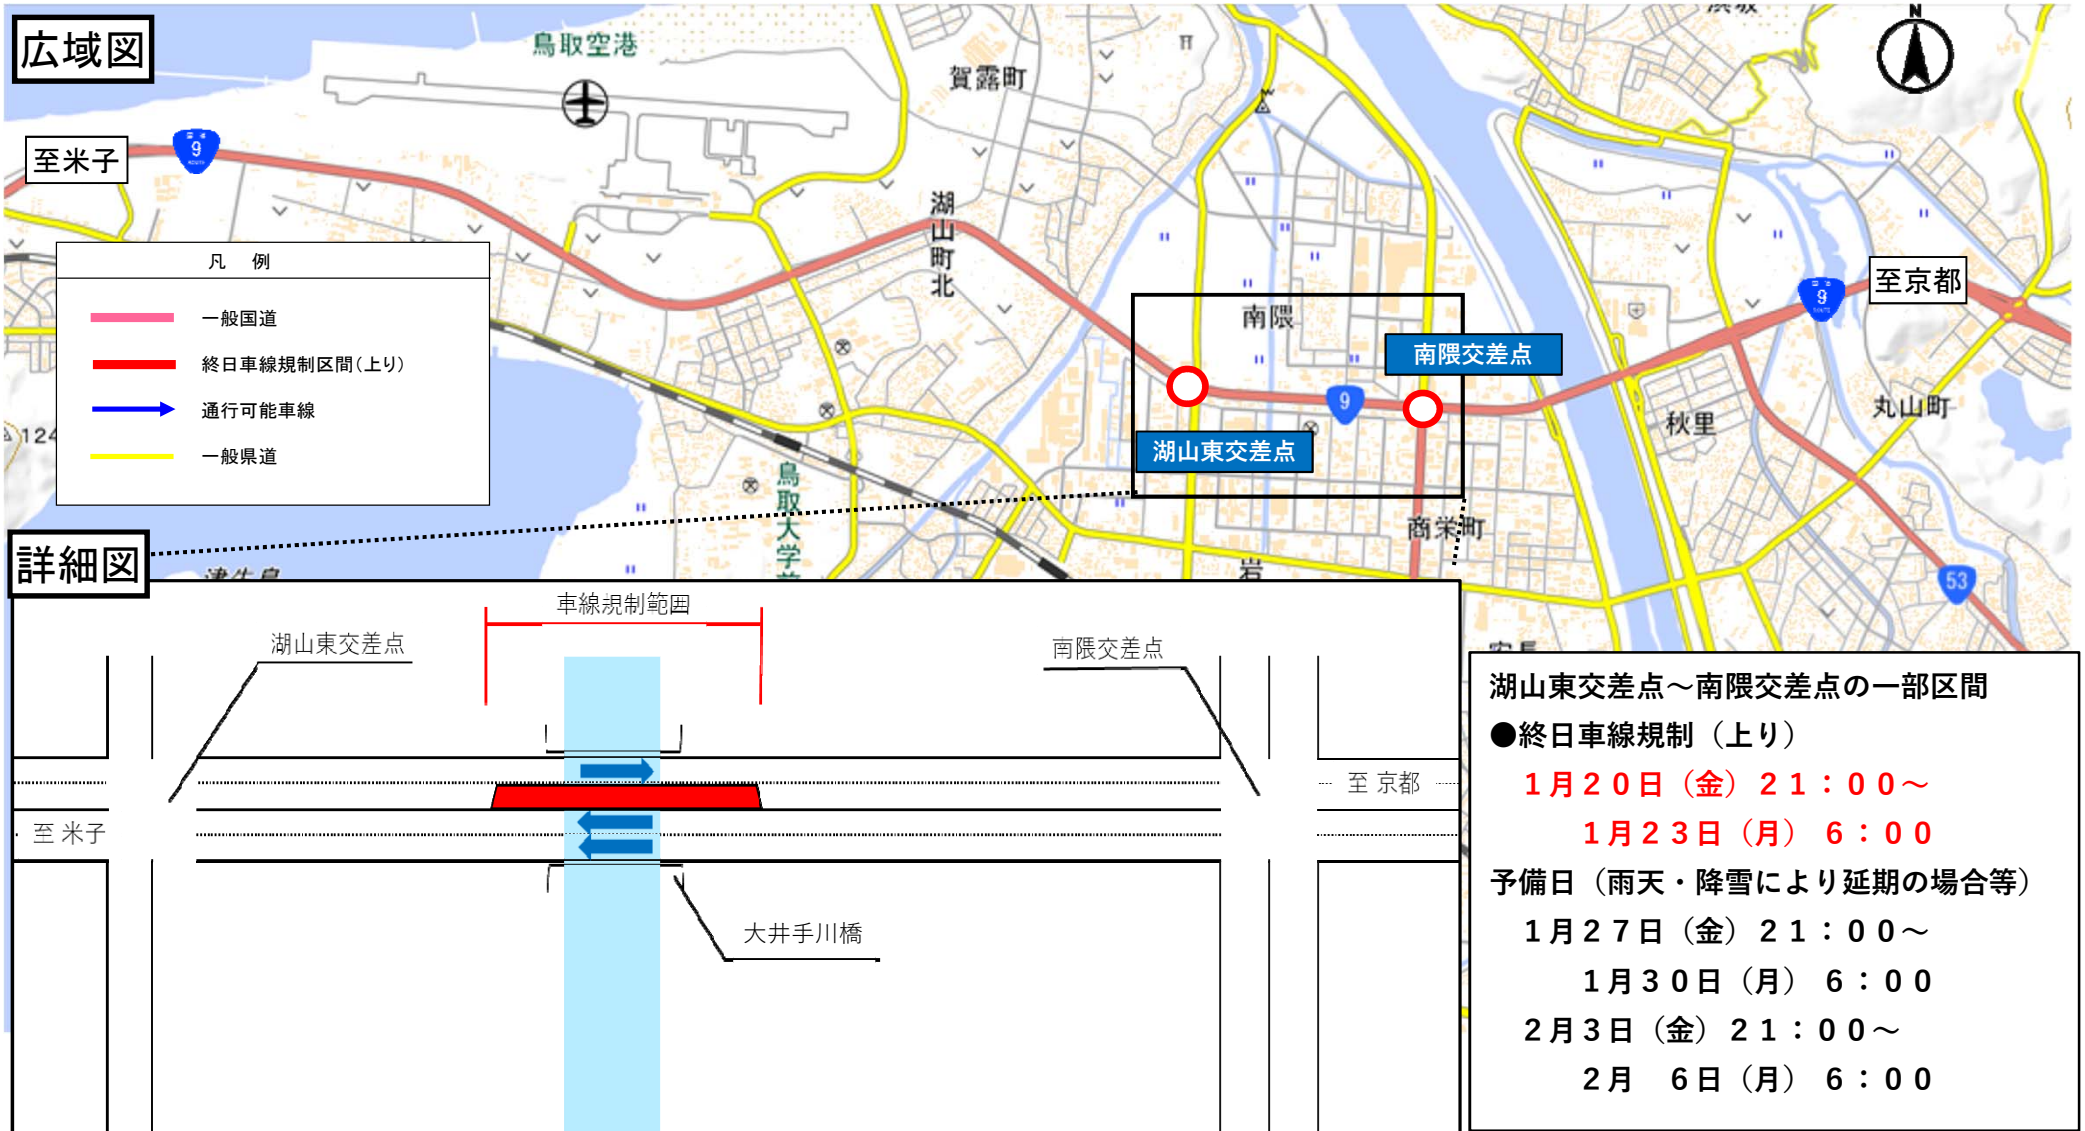 広域図
鳥取空港
賀露町
N
至米子
国道
9
ROUTE
湖山町北
凡 例
一般国道
終日車線規制区間(上り)
通行可能車線
一般県道
124
南隈
南隈交差点
9
湖山東交差点
国道
9
ROUTE
至京都
秋里
丸山町
商栄町
鳥取大学前
岩
53
詳細図
車線規制範囲
湖山東交差点
南隈交差点
至 京都
至 米子
大井手川橋
湖山東交差点～南隈交差点の一部区間
●終日車線規制（上り）
1月20日（金）21：00～
1月23日（月） 6：00
予備日（雨天・降雪により延期の場合等）
1月27日（金）21：00～
1月30日（月） 6：00
2月3日（金）21：00～
2月　6日（月） 6：00